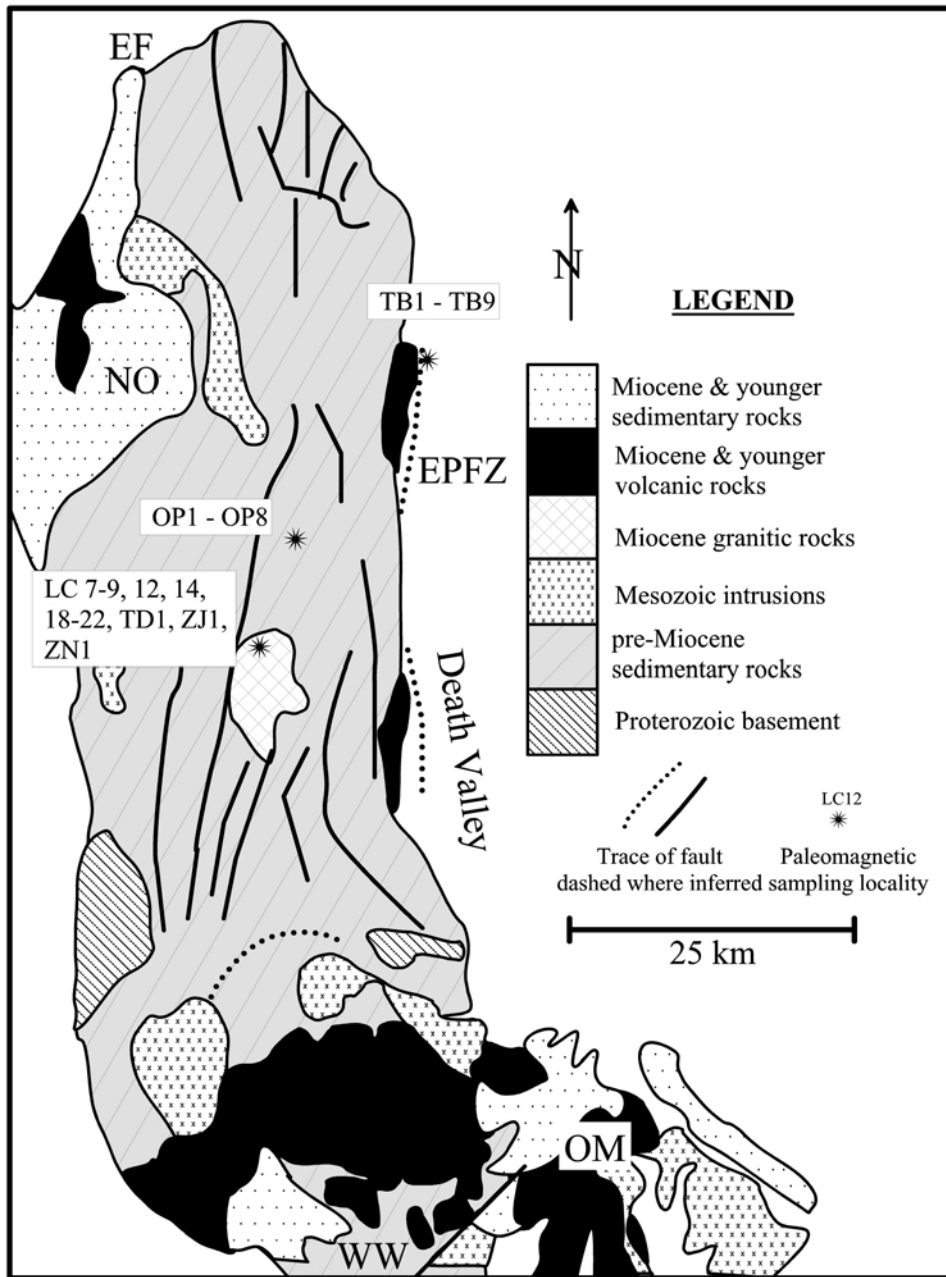 EF
N
TB1 - TB9
LEGEND
NO
Miocene & younger
sedimentary rocks
EPFZ
Miocene & younger
volcanic rocks
OP1 - OP8
Miocene granitic rocks
LC 7-9, 12, 14,
18-22, TD1, ZJ1,
ZN1
Mesozoic intrusions
pre-Miocene
sedimentary rocks
Death Valley
Proterozoic basement
LC12
Trace of fault
dashed where inferred
Paleomagnetic
sampling locality
25 km
OM
WW